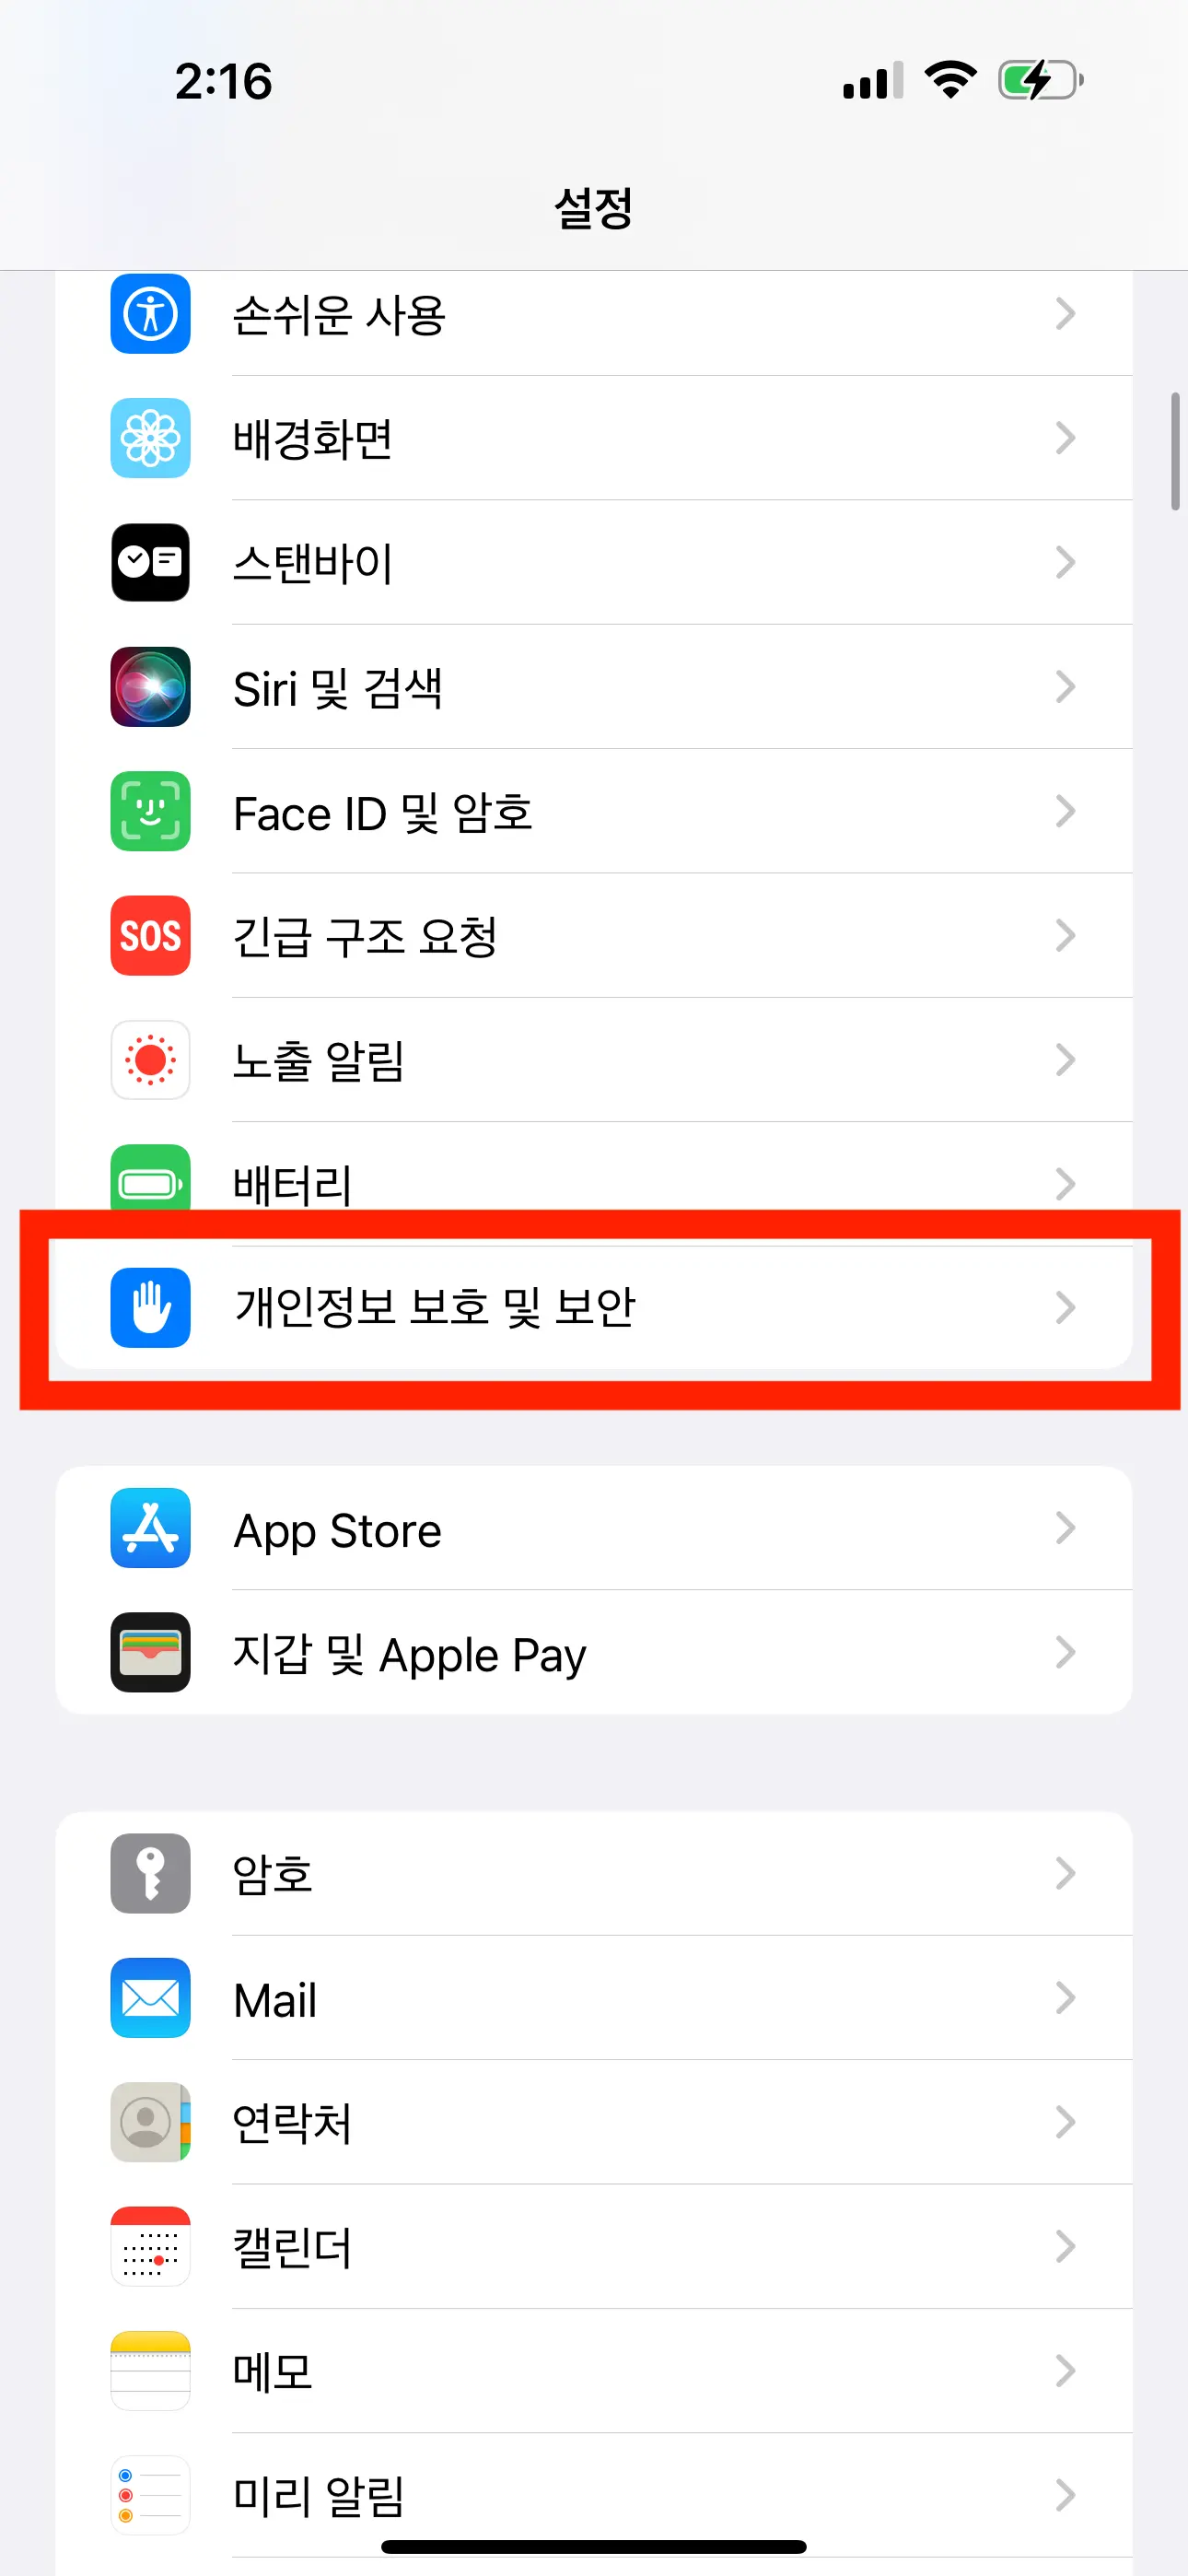 2:16
설정
손쉬운 사용
배경화면
스탠바이
Siri 및 검색
Face ID 및 암호
SOS
긴급 구조 요청
노출 알림
배터리
개인정보 보호 및 보안
App Store
지갑 및 Apple Pay
암호
Mail
연락처
캘린더
메모
미리 알림